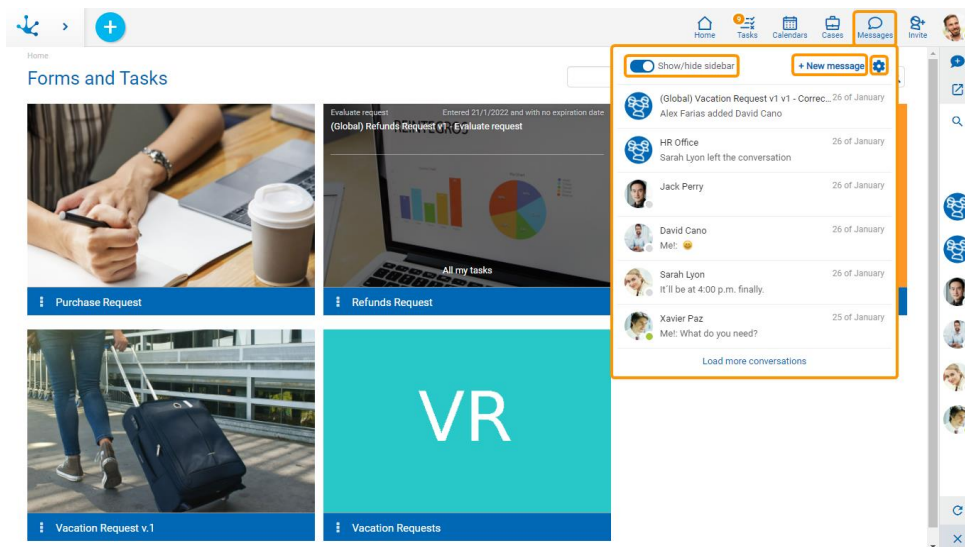 Home
Tasks
9
Calendars
Cases
Messages
Invite
Home
Forms and Tasks
Evaluate request
Entered 21/1/2022 and with no expiration date
(Global) Refunds Request v1 - Evaluate request
All my tasks
Purchase Request
Refunds Request
VR
Vacation Request v.1
Vacation Requests
Show/hide sidebar
+ New message
(Global) Vacation Request v1 v1 - Correc...
26 of January
Alex Farias added David Cano
HR Office
26 of January
Sarah Lyon left the conversation
Jack Perry
26 of January
David Cano
26 of January
Me!:
Sarah Lyon
26 of January
It´ll be at 4:00 p.m. finally.
Xavier Paz
25 of January
Me!: What do you need?
Load more conversations